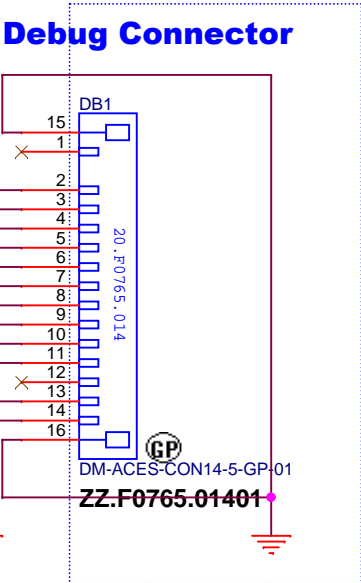 Debug Connector
DB1
15
1
2
3
4
5
6
7
8
9
10
11
12
13
14
16
20.F0765.014
GP
DM-ACES-CON14-5-GP-01
ZZ.F0765.01401